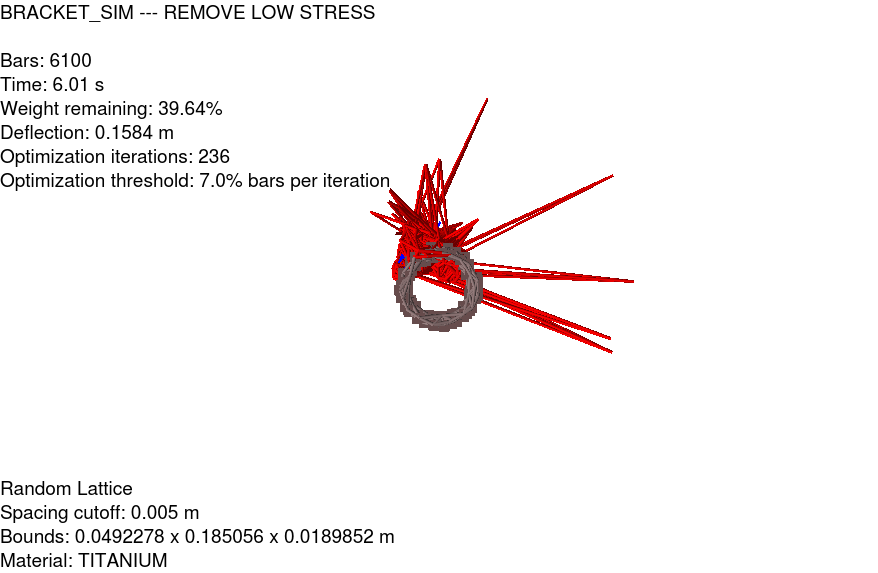 BRACKET_SIM --- REMOVE LOW STRESS
Bars: 6100
Time: 6.01 s
Weight remaining: 39.64%
Deflection: 0.1584 m
Optimization iterations: 236
Optimization threshold: 7.0% bars per iteration
Random Lattice
Spacing cutoff: 0.005 m
Bounds: 0.0492278 x 0.185056 x 0.0189852 m
Material: TITANIUM